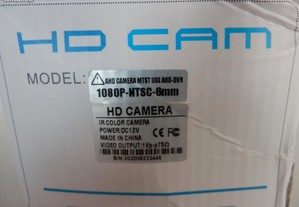 HD CAM
MODEL:
AHD CAMERA MTST USE AHD-DVR
1080P-NTSC-6mm
HD CAMERA
IR COLOR CAMERA
POWER:DC12V
MADE IN CHINA
VIDEO OUTPUT:1Vp-p75Ω